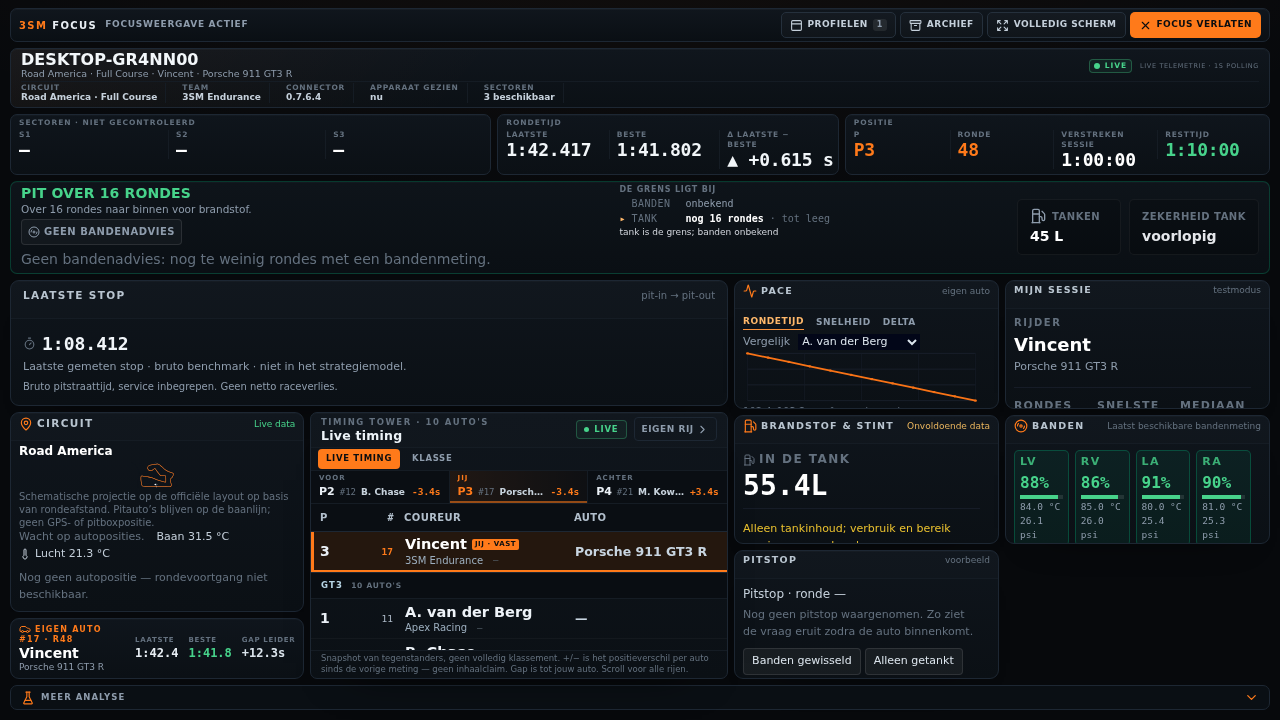 3SM FOCUS FOCUSWEERGAVE ACTIEF
PROFIELEN 1
ARCHIEF
VOLLEDIG SCHERM
FOCUS VERLATEN
DESKTOP-GR4NN00
Road America · Full Course · Vincent · Porsche 911 GT3 R
LIVE
LIVE TELEMETRIE · 1S POLLING
CIRCUIT TEAM CONNECTOR APPARAAT GEZIEN SECTOREN
Road America · Full Course 3SM Endurance 0.7.6.4 nu 3 beschikbaar
SECTOREN · NIET GECONTROLEERD
S1 S2 S3
— — —
RONDETIJD
LAATSTE BESTE Δ LAATSTE −
BESTE
1:42.417 1:41.802 ▲ +0.615 s
POSITIE
P RONDE VERSTREKEN
SESSIE RESTTIJD
P3 48 1:00:00 1:10:00
PIT OVER 16 RONDES
Over 16 rondes naar binnen voor brandstof.
GEEN BANDENADVIES
Geen bandenadvies: nog te weinig rondes met een bandenmeting.
DE GRENS LIGT BIJ
BANDEN onbekend
▸ TANK nog 16 rondes · tot leeg
tank is de grens; banden onbekend
TANKEN
45 L
ZEKERHEID TANK
voorlopig
LAATSTE STOP pit-in → pit-out
1:08.412
Laatste gemeten stop · bruto benchmark · niet in het strategiemodel.
Bruto pitstraattijd, service inbegrepen. Geen netto raceverlies.
PACE eigen auto
RONDETIJD SNELHEID DELTA
Vergelijk A. van der Berg
MIJN SESSIE testmodus
RIJDER
Vincent
Porsche 911 GT3 R
RONDES SNELSTE MEDIAAN
CIRCUIT Live data
Road America
Schematische projectie op de officiële layout op basis
van rondeafstand. Pitauto's blijven op de baanlijn;
geen GPS- of pitboxpositie.
Wacht op autoposities. Baan 31.5 °C
Lucht 21.3 °C
Nog geen autopositie — rondevoortgang niet
beschikbaar.
EIGEN AUTO
#17 · R48
Vincent
Porsche 911 GT3 R
LAATSTE BESTE GAP LEIDER
1:42.4 1:41.8 +12.3s
TIMING TOWER · 10 AUTO'S
Live timing
LIVE
EIGEN RIJ
LIVE TIMING KLASSE
VOOR JIJ ACHTER
P2 #12 B. Chase -3.4s P3 #17 Porsch… -3.4s P4 #21 M. Kow… +3.4s
P # COUREUR AUTO
3 17 Vincent JIJ · VAST Porsche 911 GT3 R
3SM Endurance —
GT3 10 AUTO'S
1 11 A. van der Berg —
Apex Racing —
B. Chase
Snapshot van tegenstanders, geen volledig klassement. +/− is het positieverschil per auto
sinds de vorige meting — geen inhaalclaim. Gap is tot jouw auto. Scroll voor alle rijen.
BRANDSTOF & STINT Onvoldoende data
IN DE TANK
55.4L
Alleen tankinhoud; verbruik en bereik
BANDEN Laatst beschikbare bandenmeting
LV RV LA RA
88% 86% 91% 90%
84.0 °C 85.0 °C 80.0 °C 81.0 °C
26.1 26.0 25.4 25.3
psi psi psi psi
PITSTOP voorbeeld
Pitstop · ronde —
Nog geen pitstop waargenomen. Zo ziet
de vraag eruit zodra de auto binnenkomt.
Banden gewisseld Alleen getankt
MEER ANALYSE